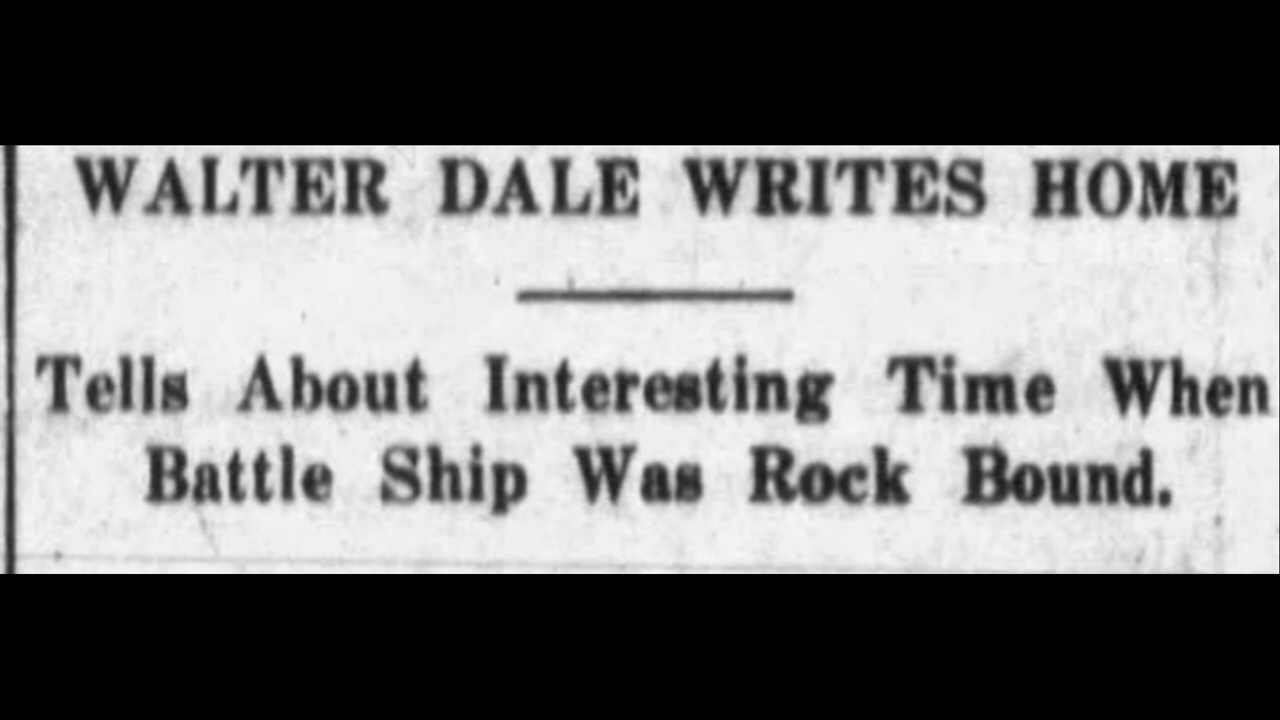 WALTER DALE WRITES HOME
Tells About Interesting Time When
Battle Ship Was Rock Bound.